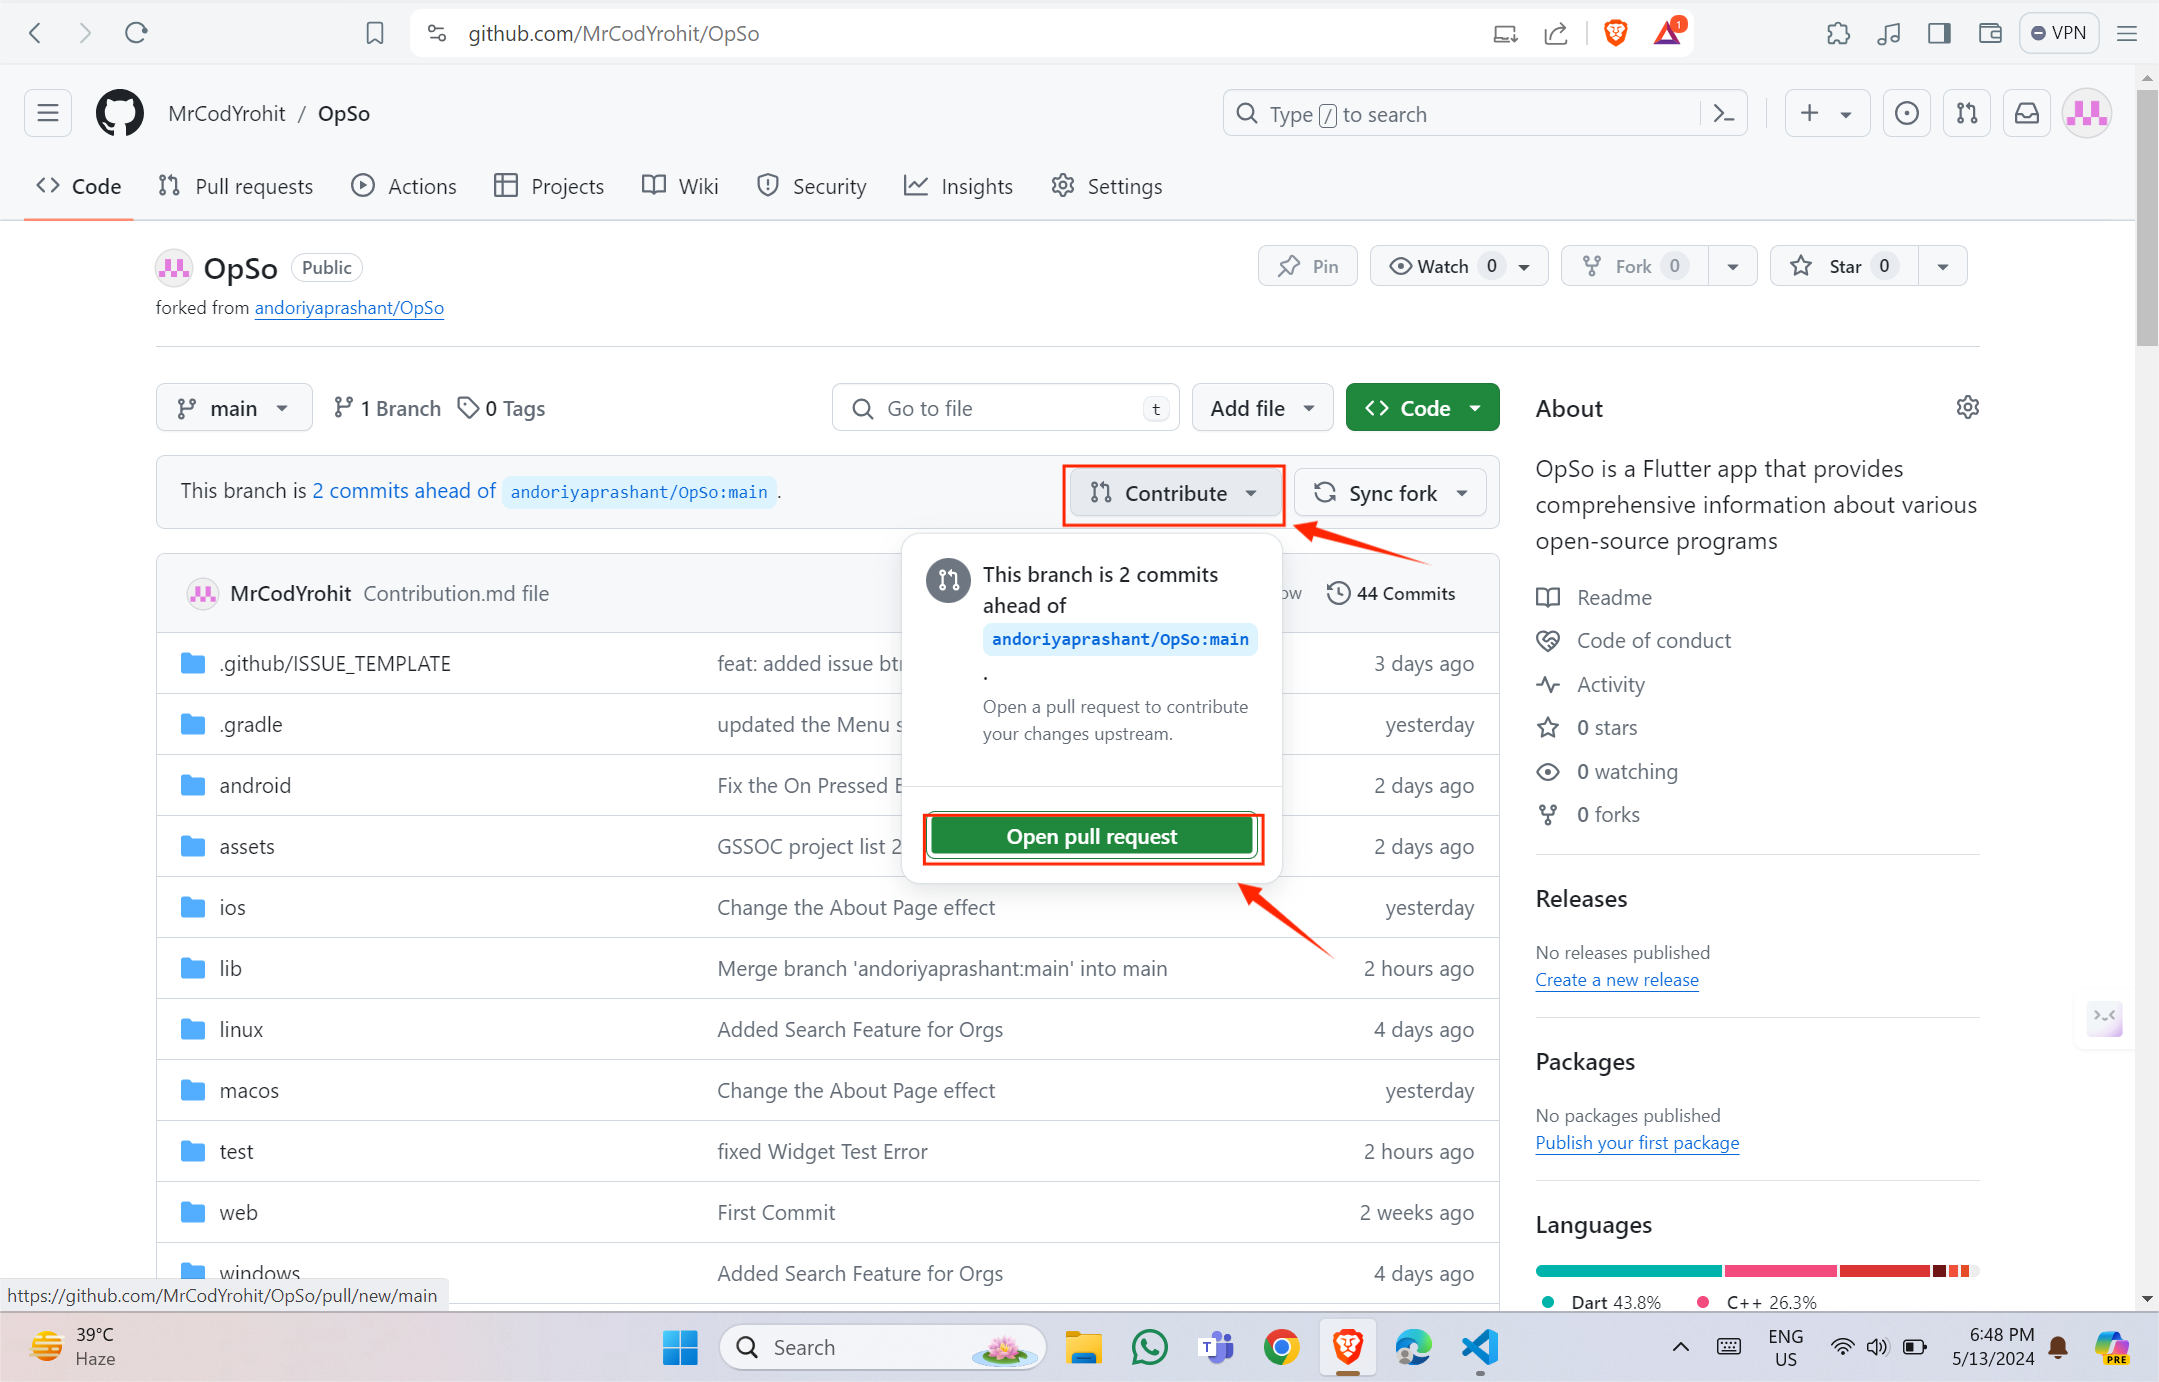 github.com/MrCodYrohit/OpSo
1
VPN
MrCodYrohit / OpSo
Type / to search
Code
Pull requests
Actions
Projects
Wiki
Security
Insights
Settings
OpSo Public
Pin
Watch 0
Fork 0
Star 0
forked from andoriyaprashant/OpSo
main
1 Branch
0 Tags
Go to file
t
Add file
Code
This branch is 2 commits ahead of andoriyaprashant/OpSo:main .
Contribute
Sync fork
This branch is 2 commits
ahead of
andoriyaprashant/OpSo:main
.
Open a pull request to contribute
your changes upstream.
Open pull request
MrCodYrohit Contribution.md file
ow
44 Commits
.github/ISSUE_TEMPLATE
feat: added issue bt
3 days ago
.gradle
updated the Menu s
yesterday
android
Fix the On Pressed
2 days ago
assets
GSSOC project list 2
2 days ago
ios
Change the About Page effect
yesterday
lib
Merge branch 'andoriyaprashant:main' into main
2 hours ago
linux
Added Search Feature for Orgs
4 days ago
macos
Change the About Page effect
yesterday
test
fixed Widget Test Error
2 hours ago
web
First Commit
2 weeks ago
windows
Added Search Feature for Orgs
4 days ago
About
OpSo is a Flutter app that provides
comprehensive information about various
open-source programs
Readme
Code of conduct
Activity
0 stars
0 watching
0 forks
Releases
No releases published
Create a new release
Packages
No packages published
Publish your first package
Languages
Dart 43.8%
C++ 26.3%
https://github.com/MrCodYrohit/OpSo/pull/new/main
39°C
Haze
Search
T
ENG
US
6:48 PM
5/13/2024
PRE